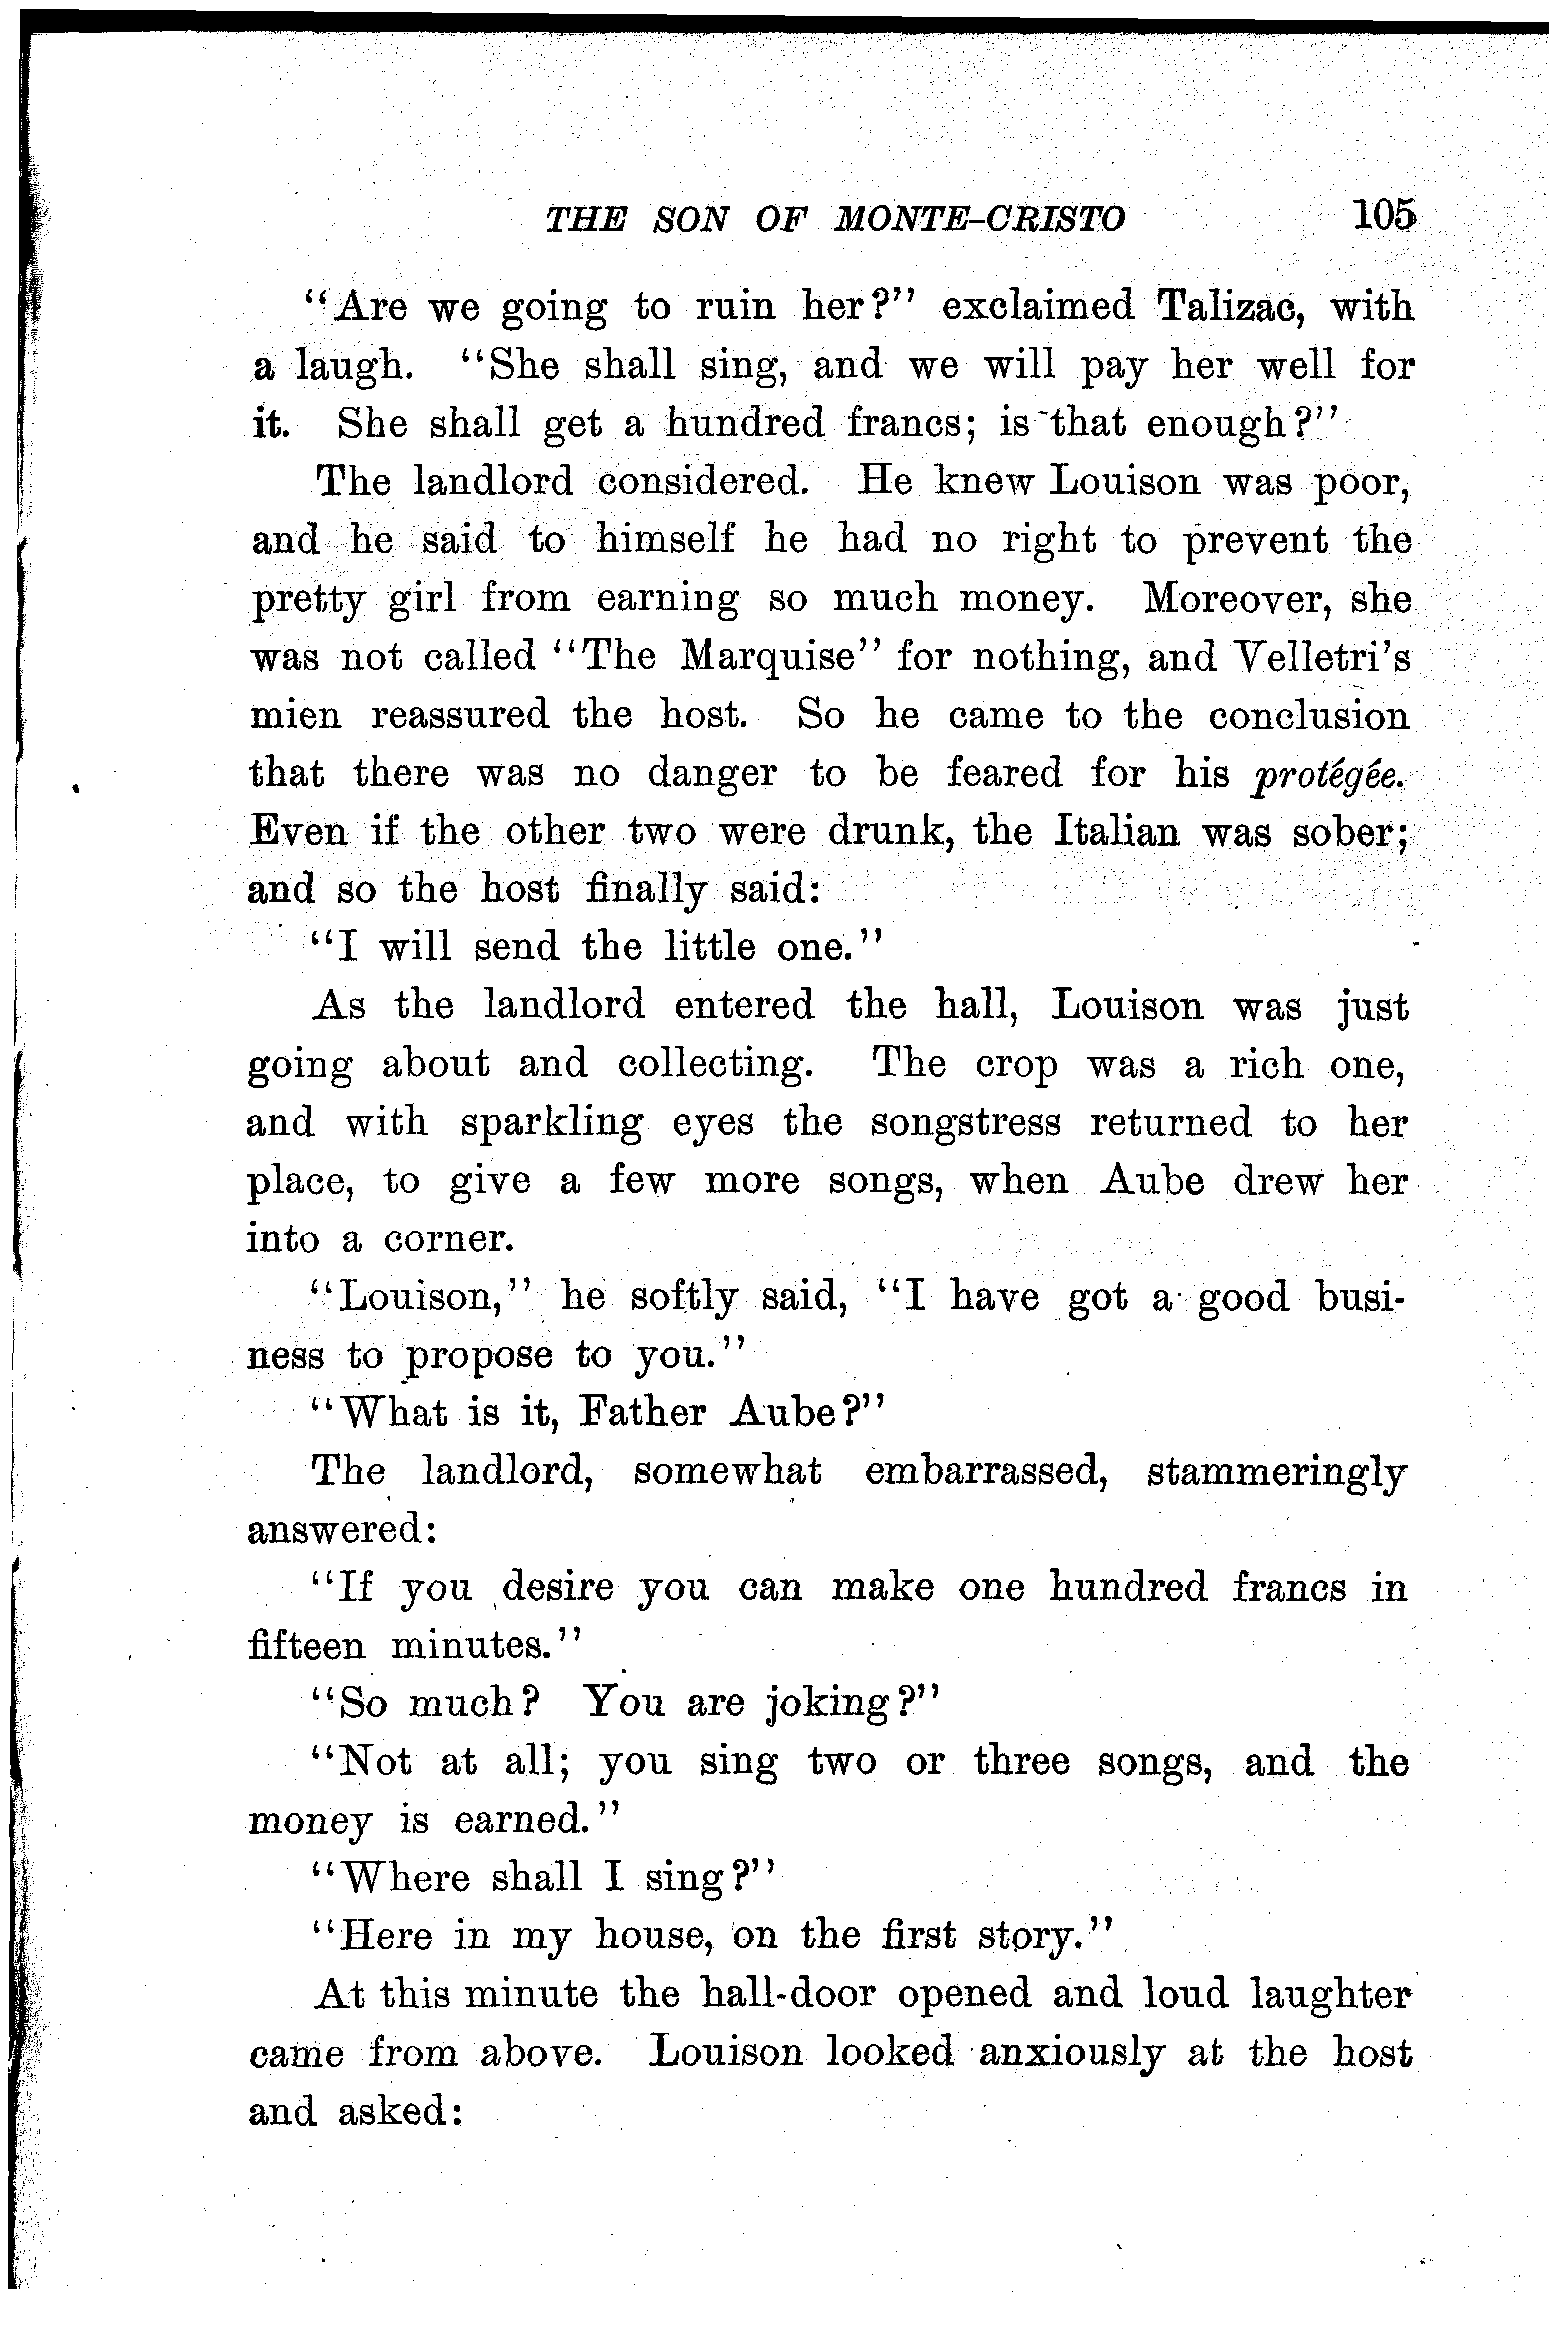 THE SON OF MONTE-CRISTO 105
"Are we going to ruin her?" exclaimed Talizac, with
a laugh. "She shall sing, and we will pay her well for
it. She shall get a hundred francs; is that enough?"
The landlord considered. He knew Louison was poor,
and he said to himself he had no right to prevent the
pretty girl from earning so much money. Moreover, she
was not called "The Marquise" for nothing, and Velletri's
mien reassured the host. So he came to the conclusion
that there was no danger to be feared for his protégée.
Even if the other two were drunk, the Italian was sober;
and so the host finally said:
"I will send the little one."
As the landlord entered the hall, Louison was just
going about and collecting. The crop was a rich one,
and with sparkling eyes the songstress returned to her
place, to give a few more songs, when Aube drew her
into a corner.
"Louison," he softly said, "I have got a good busi-
ness to propose to you."
"What is it, Father Aube?"
The landlord, somewhat embarrassed, stammeringly
answered:
"If you desire you can make one hundred francs in
fifteen minutes."
"So much? You are joking?"
"Not at all; you sing two or three songs, and the
money is earned."
"Where shall I sing?"
"Here in my house, on the first story."
At this minute the hall-door opened and loud laughter
came from above. Louison looked anxiously at the host
and asked: